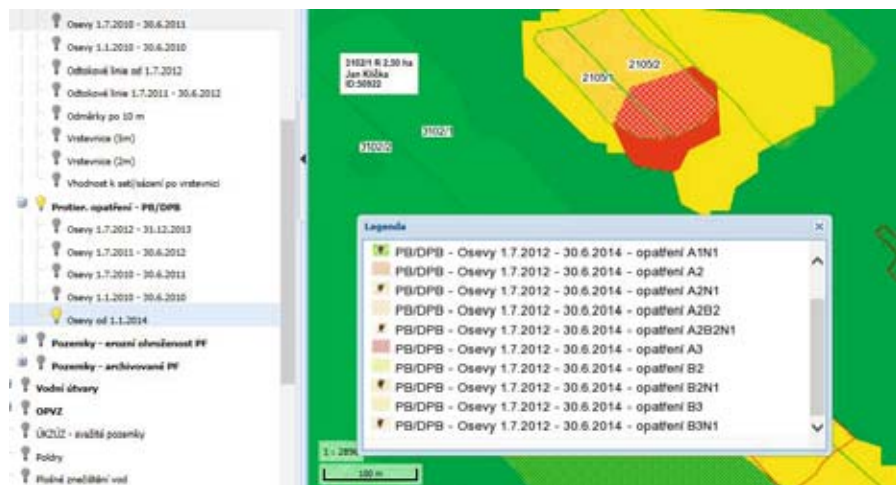 Osevy 1.7.2010 - 30.6.2011
Osevy 1.1.2010 - 30.6.2010
Odtokové linie od 1.7.2012
Odtokové linie 1.7.2011 - 30.6.2012
Odměrky po 10 m
Vrstevnice (5m)
Vrstevnice (2m)
Vhodnost k setí/sázení po vrstevnici
Protier. opatření - PB/DPB
Osevy 1.7.2012 - 31.12.2013
Osevy 1.7.2011 - 30.6.2012
Osevy 1.7.2010 - 30.6.2011
Osevy 1.1.2010 - 30.6.2010
Osevy od 1.1.2014
Pozemky - erozní ohroženost PF
Pozemky - archivované PF
Vodní útvary
OPVZ
ÚKZÚZ - svažité pozemky
Poldry
Plošné znečištění vod
3102/1 R 2,30 ha
Jan Klička
3102/2
3102/1
2105/1
2105/2
Legenda
PB/DPB - Osevy 1.7.2012 - 30.6.2014 - opatření A1N1
PB/DPB - Osevy 1.7.2012 - 30.6.2014 - opatření A2
PB/DPB - Osevy 1.7.2012 - 30.6.2014 - opatření A2N1
PB/DPB - Osevy 1.7.2012 - 30.6.2014 - opatření A2B2
PB/DPB - Osevy 1.7.2012 - 30.6.2014 - opatření A2B2N1
PB/DPB - Osevy 1.7.2012 - 30.6.2014 - opatření A3
PB/DPB - Osevy 1.7.2012 - 30.6.2014 - opatření B2
PB/DPB - Osevy 1.7.2012 - 30.6.2014 - opatření B2N1
PB/DPB - Osevy 1.7.2012 - 30.6.2014 - opatření B3
PB/DPB - Osevy 1.7.2012 - 30.6.2014 - opatření B3N1
100 m